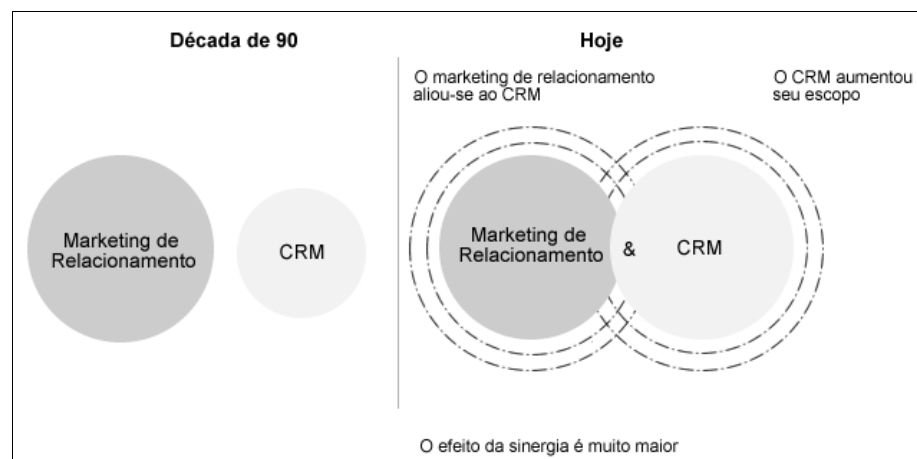 Década de 90
Marketing de
Relacionamento
CRM
Hoje
O marketing de relacionamento
aliou-se ao CRM
O CRM aumentou
seu escopo
Marketing de
Relacionamento
&
CRM
O efeito da sinergia é muito maior